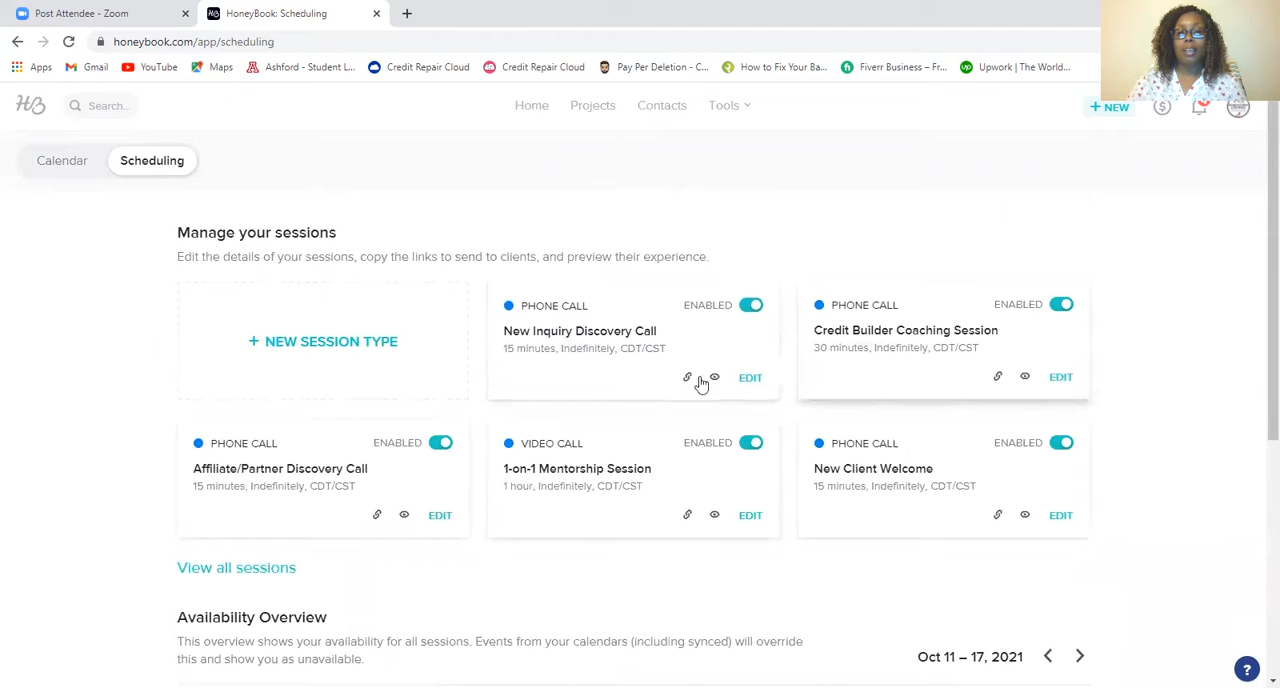 Post Attendee - Zoom
HoneyBook: Scheduling
honeybook.com/app/scheduling
Apps
Gmail
YouTube
Maps
Ashford - Student L...
Credit Repair Cloud
Credit Repair Cloud
Pay Per Deletion - C...
How to Fix Your Ba...
Fiverr Business – Fr...
Upwork | The World...
HB
Search...
Home
Projects
Contacts
Tools
+ NEW
Calendar
Scheduling
Manage your sessions
Edit the details of your sessions, copy the links to send to clients, and preview their experience.
+ NEW SESSION TYPE
PHONE CALL
ENABLED
New Inquiry Discovery Call
15 minutes, Indefinitely, CDT/CST
EDIT
PHONE CALL
ENABLED
Credit Builder Coaching Session
30 minutes, Indefinitely, CDT/CST
EDIT
PHONE CALL
ENABLED
Affiliate/Partner Discovery Call
15 minutes, Indefinitely, CDT/CST
EDIT
VIDEO CALL
ENABLED
1-on-1 Mentorship Session
1 hour, Indefinitely, CDT/CST
EDIT
PHONE CALL
ENABLED
New Client Welcome
15 minutes, Indefinitely, CDT/CST
EDIT
View all sessions
Availability Overview
This overview shows your availability for all sessions. Events from your calendars (including synced) will override
this and show you as unavailable.
Oct 11 – 17, 2021
?